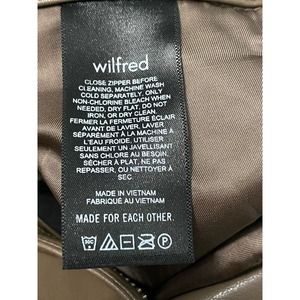 wilfred
CLOSE ZIPPER BEFORE
CLEANING, MACHINE WASH
COLD SEPARATELY, ONLY
NON-CHLORINE BLEACH WHEN
NEEDED, DRY FLAT, DO NOT
IRON, OR DRY CLEAN.
FERMER LA FERMETURE ÉCLAIR
AVANT DE LAVER, LAVER
SÉPARÉMENT À LA MACHINE À
L'EAU FROIDE, UTILISER
SEULEMENT UN JAVELLISANT
SANS CHLORE AU BESOIN,
SÉCHER À PLAT, NE PAS
REPASSER, OU NETTOYER À
SEC.
MADE IN VIETNAM
FABRIQUÉ AU VIETNAM
MADE FOR EACH OTHER.